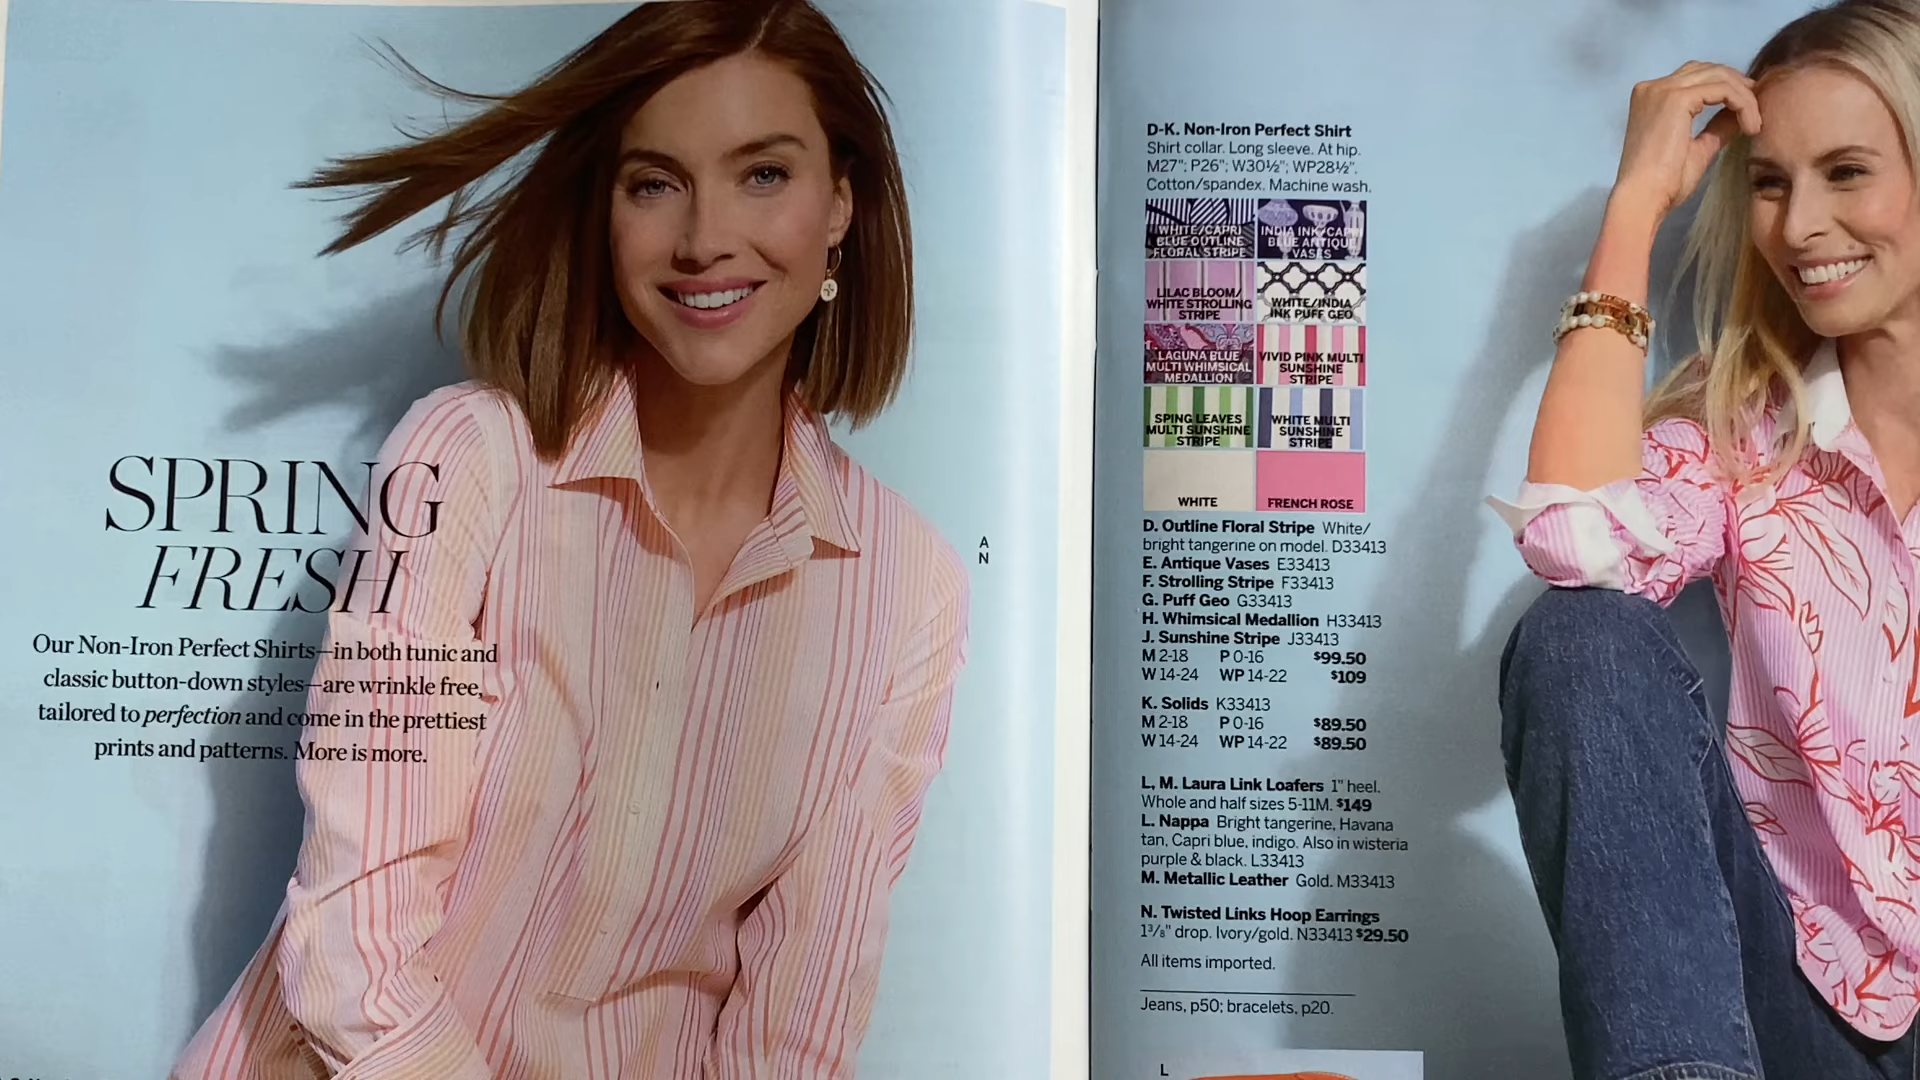 SPRING
FRESH
Our Non-Iron Perfect Shirts—in both tunic and
classic button-down styles—are wrinkle free,
tailored to perfection and come in the prettiest
prints and patterns. More is more.
A
N
D-K. Non-Iron Perfect Shirt
Shirt collar. Long sleeve. At hip.
M27"; P26"; W30½"; WP28½".
Cotton/spandex. Machine wash.
WHITE/CAPRI
BLUE OUTLINE
FLORAL STRIPE
INDIA INK/CAPRI
BLUE ANTIQUE
VASES
LILAC BLOOM/
WHITE STROLLING
STRIPE
WHITE/INDIA
INK PUFF GEO
LAGUNA BLUE
MULTI WHIMSICAL
MEDALLION
VIVID PINK MULTI
SUNSHINE
STRIPE
SPING LEAVES
MULTI SUNSHINE
STRIPE
WHITE MULTI
SUNSHINE
STRIPE
WHITE
FRENCH ROSE
D. Outline Floral Stripe White/
bright tangerine on model. D33413
E. Antique Vases E33413
F. Strolling Stripe F33413
G. Puff Geo G33413
H. Whimsical Medallion H33413
J. Sunshine Stripe J33413
M 2-18 P 0-16 $99.50
W 14-24 WP 14-22 $109
K. Solids K33413
M 2-18 P 0-16 $89.50
W 14-24 WP 14-22 $89.50
L, M. Laura Link Loafers 1" heel.
Whole and half sizes 5-11M. $149
L. Nappa Bright tangerine, Havana
tan, Capri blue, indigo. Also in wisteria
purple & black. L33413
M. Metallic Leather Gold. M33413
N. Twisted Links Hoop Earrings
1³/₈" drop. Ivory/gold. N33413 $29.50
All items imported.
Jeans, p50; bracelets, p20.
L